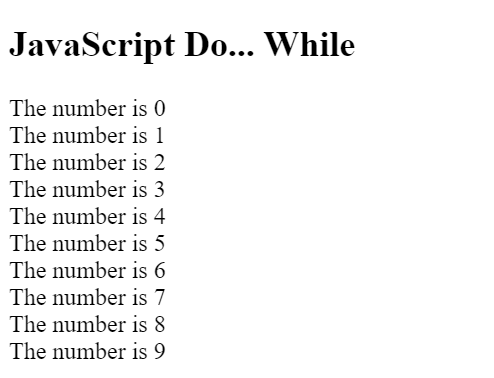 JavaScript Do... While
The number is 0
The number is 1
The number is 2
The number is 3
The number is 4
The number is 5
The number is 6
The number is 7
The number is 8
The number is 9